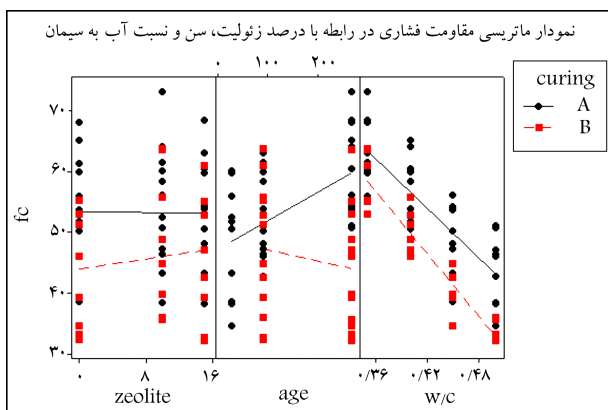 نمودار ماتریسی مقاومت فشاری در رابطه با درصد زئولیت، سن و نسبت آب به سیمان
۰ ۱۰۰ ۲۰۰
curing
A
B
fc
۷۰
۶۰
۵۰
۴۰
۳۰
۰ ۸ ۱۶
۰/۳۶ ۰/۴۲ ۰/۴۸
zeolite age w/c